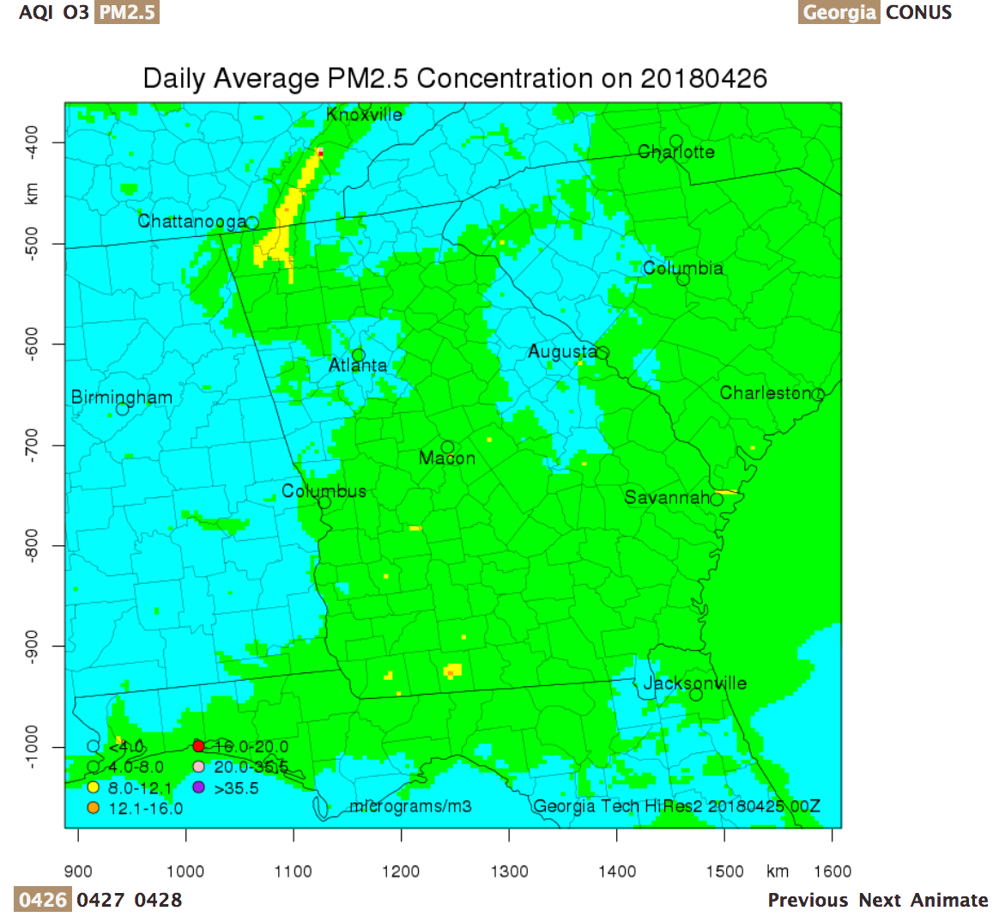 AQI O3 PM2.5 Georgia CONUS
Daily Average PM2.5 Concentration on 20180426
Knoxville
-400
Charlotte
km
Chattanooga
-500
Columbia
-600
Augusta
Atlanta
Birmingham
Charleston
-700
Macon
Columbus
Savannah
-800
-900
Jacksonville
-1000
<4.0 16.0-20.0
4.0-8.0 20.0-35.5
8.0-12.1 >35.5
12.1-16.0 micrograms/m3 Georgia Tech HiRes2 20180425 00Z
900 1000 1100 1200 1300 1400 1500 km 1600
0426 0427 0428 Previous Next Animate